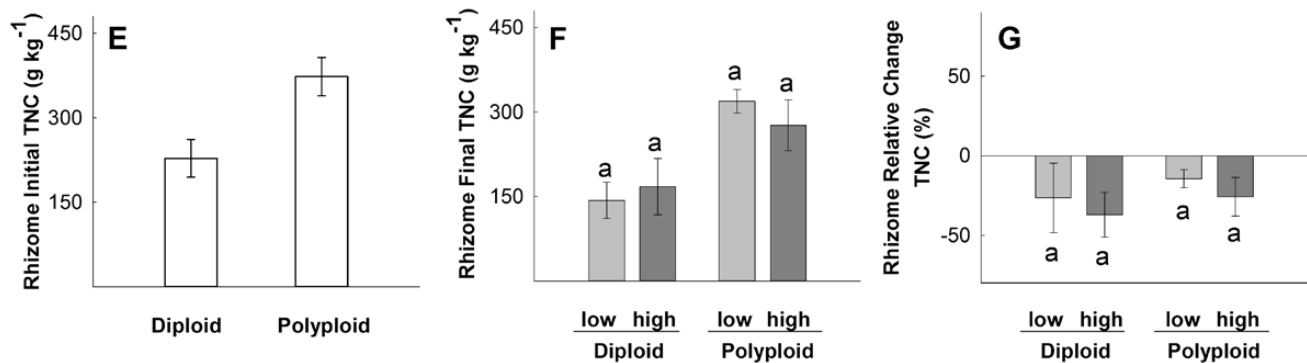 E
Rhizome Initial TNC (g kg⁻¹)
450
300
150
Diploid Polyploid
F
Rhizome Final TNC (g kg⁻¹)
450
300
150
a a a a
low high low high
Diploid Polyploid
G
Rhizome Relative Change
TNC (%)
50
0
-50
a a a a
low high low high
Diploid Polyploid